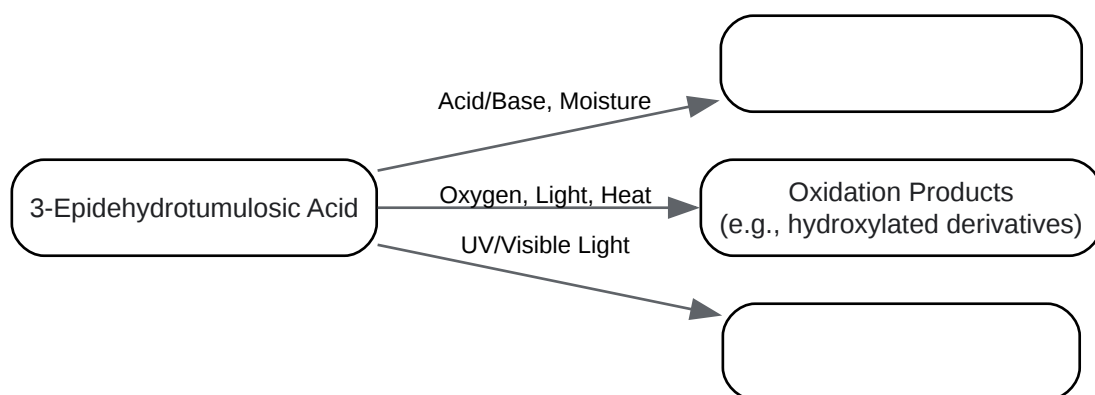 Acid/Base, Moisture
3-Epidehydrotumulosic Acid
Oxygen, Light, Heat
Oxidation Products
(e.g., hydroxylated derivatives)
UV/Visible Light